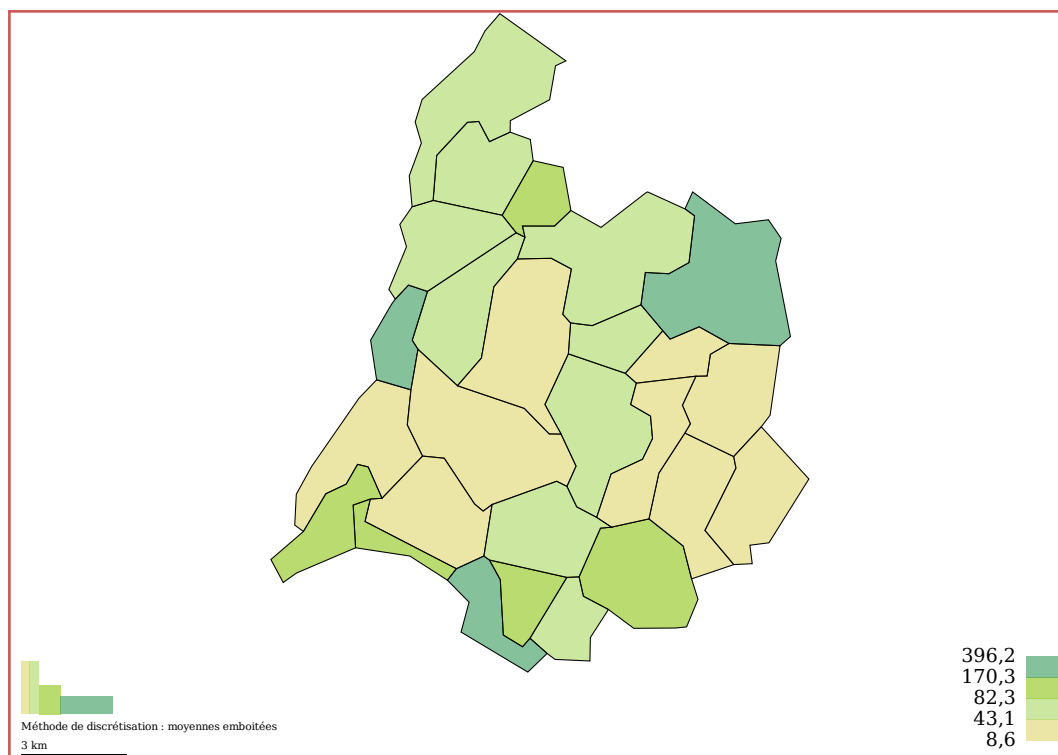 396,2
170,3
82,3
43,1
8,6
Méthode de discrétisation : moyennes emboitées
3 km